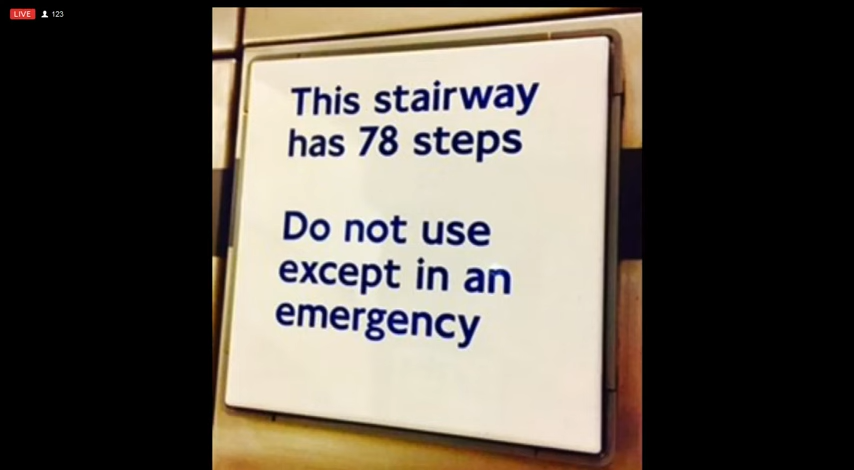 LIVE 123
This stairway
has 78 steps
Do not use
except in an
emergency